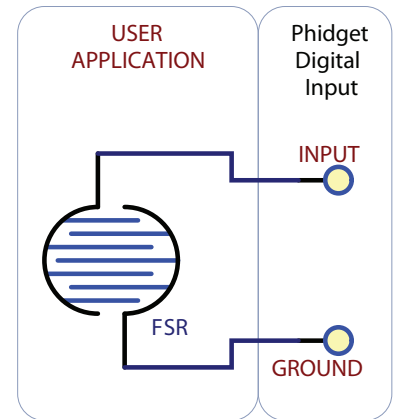 USER
APPLICATION
Phidget
Digital
Input
INPUT
FSR
GROUND